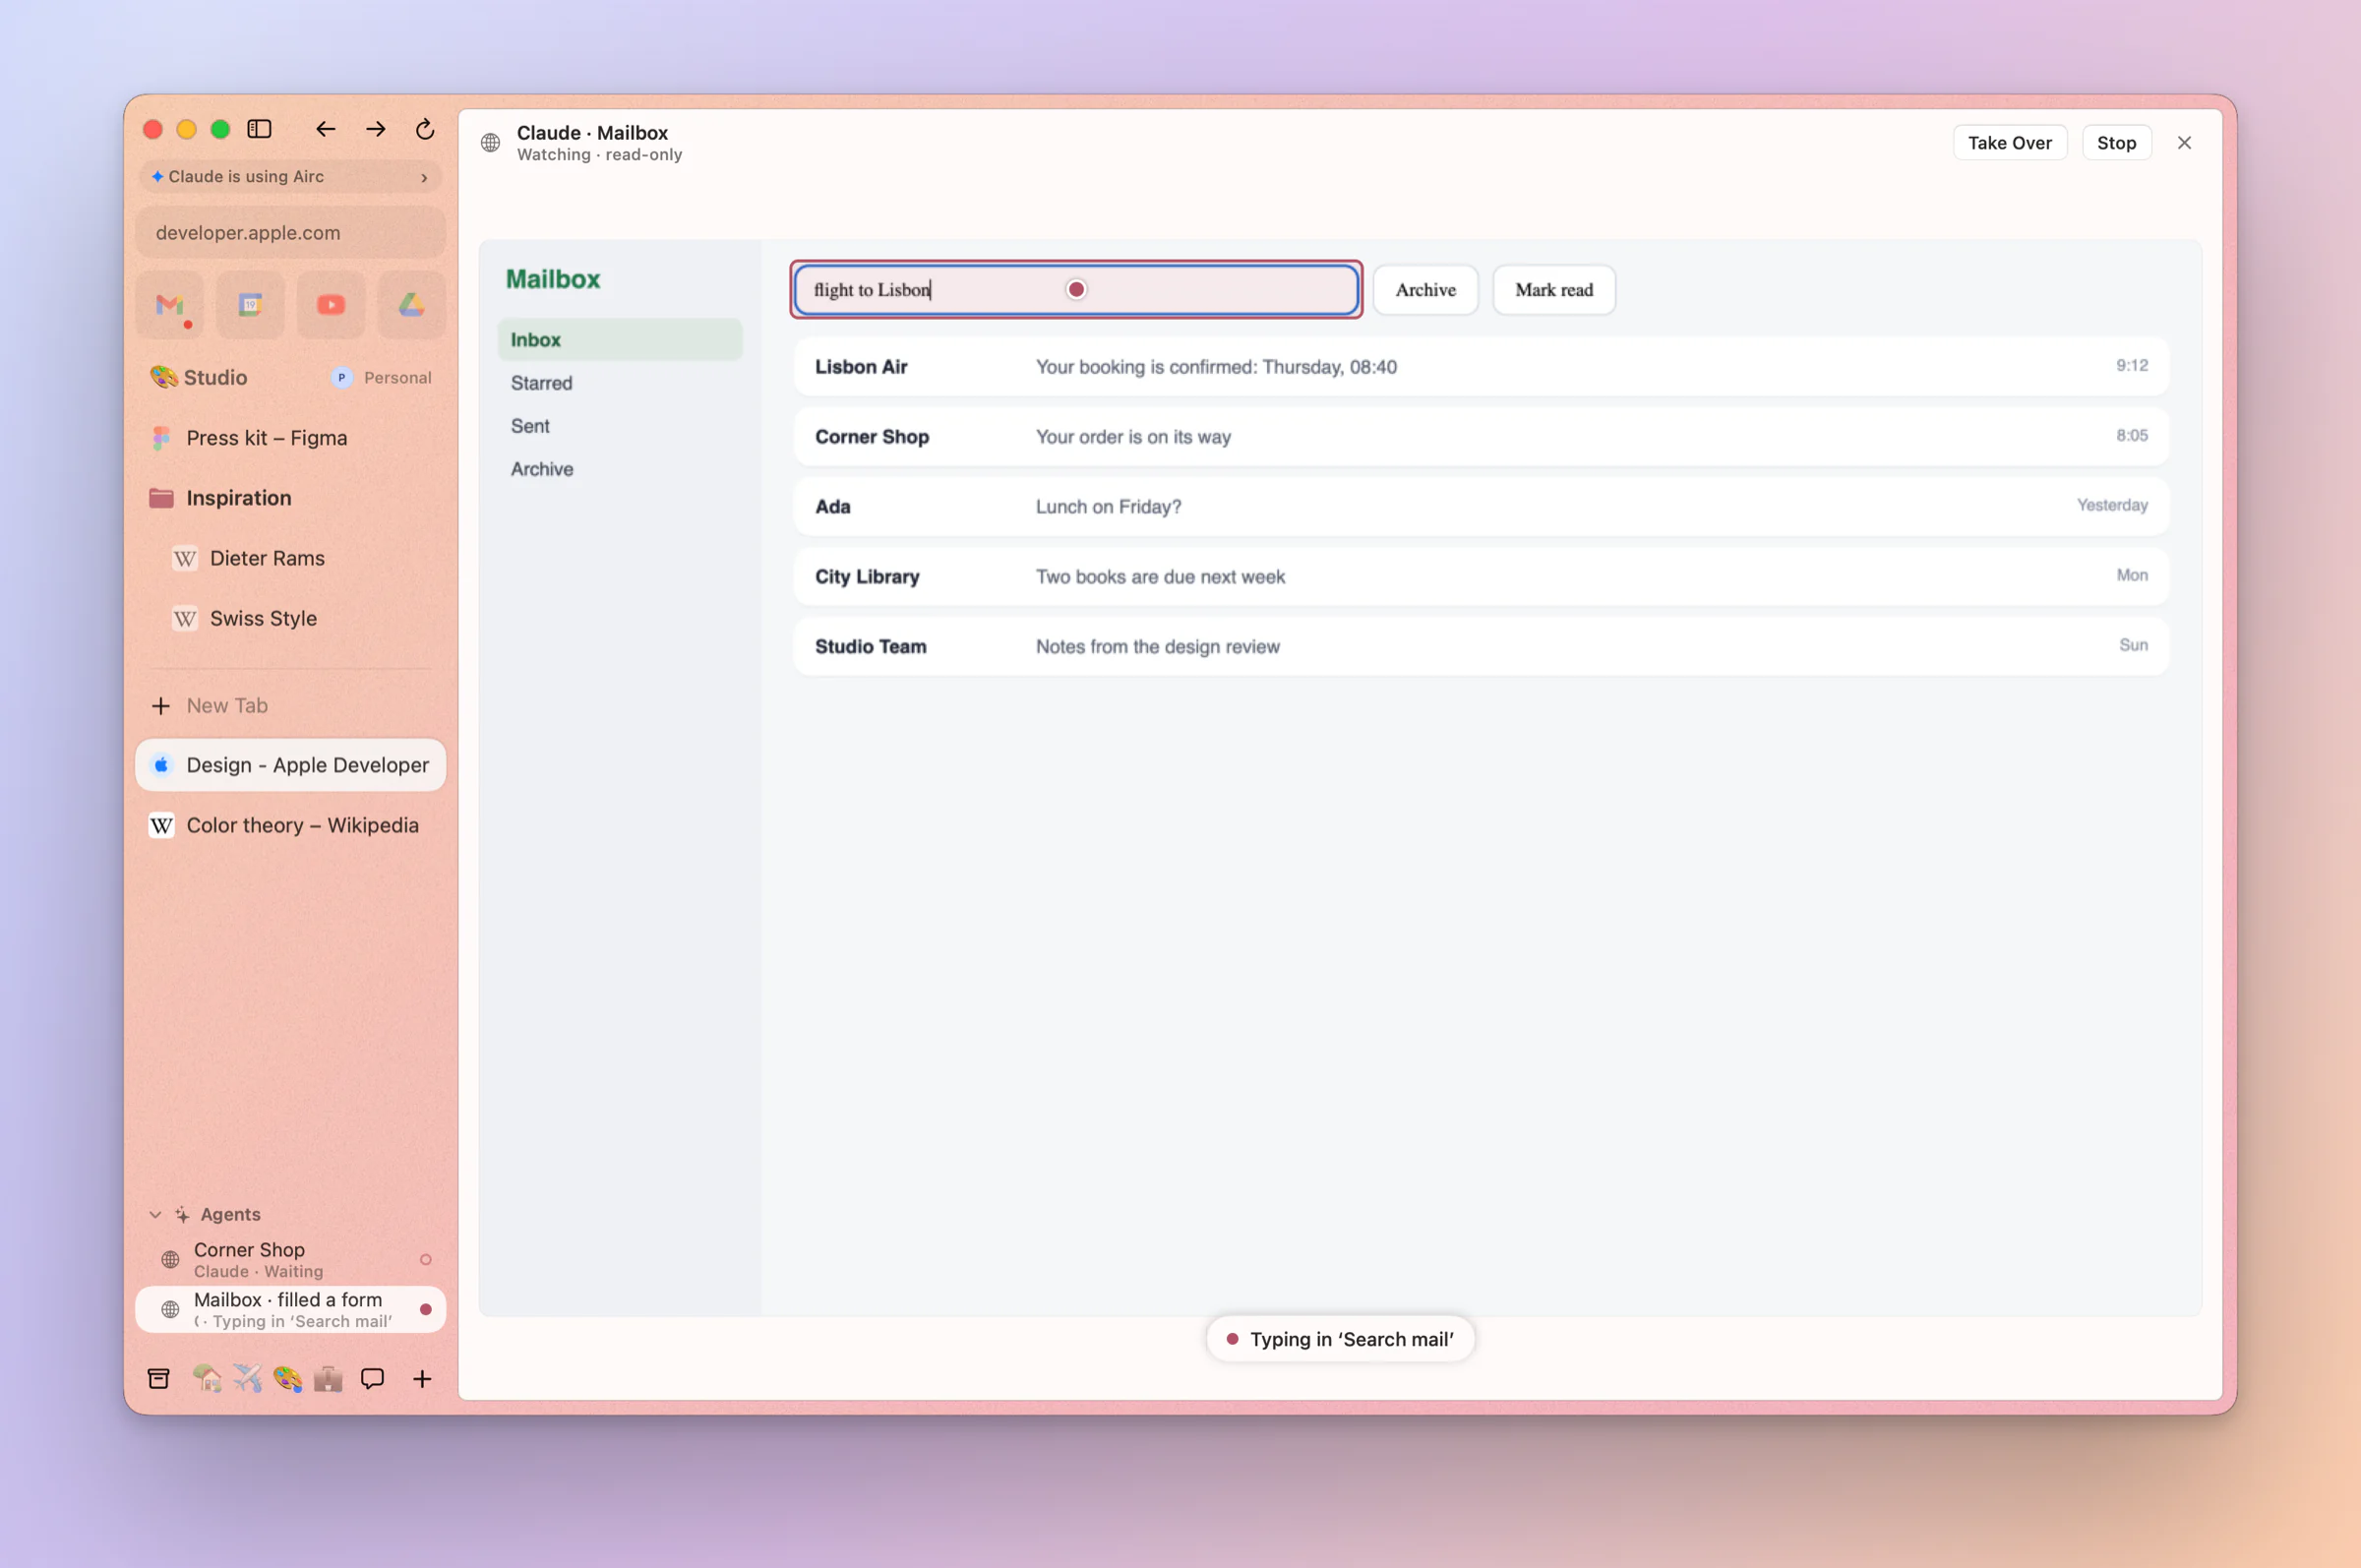 Claude is using Airc
developer.apple.com
19
Studio
P Personal
Press kit – Figma
Inspiration
W Dieter Rams
W Swiss Style
New Tab
Design - Apple Developer
W Color theory – Wikipedia
Agents
Corner Shop
Claude · Waiting
Mailbox · filled a form
· Typing in ‘Search mail’
Claude · Mailbox
Watching · read-only
Take Over
Stop
Mailbox
Inbox
Starred
Sent
Archive
flight to Lisbon
Archive
Mark read
Lisbon Air Your booking is confirmed: Thursday, 08:40 9:12
Corner Shop Your order is on its way 8:05
Ada Lunch on Friday? Yesterday
City Library Two books are due next week Mon
Studio Team Notes from the design review Sun
Typing in ‘Search mail’